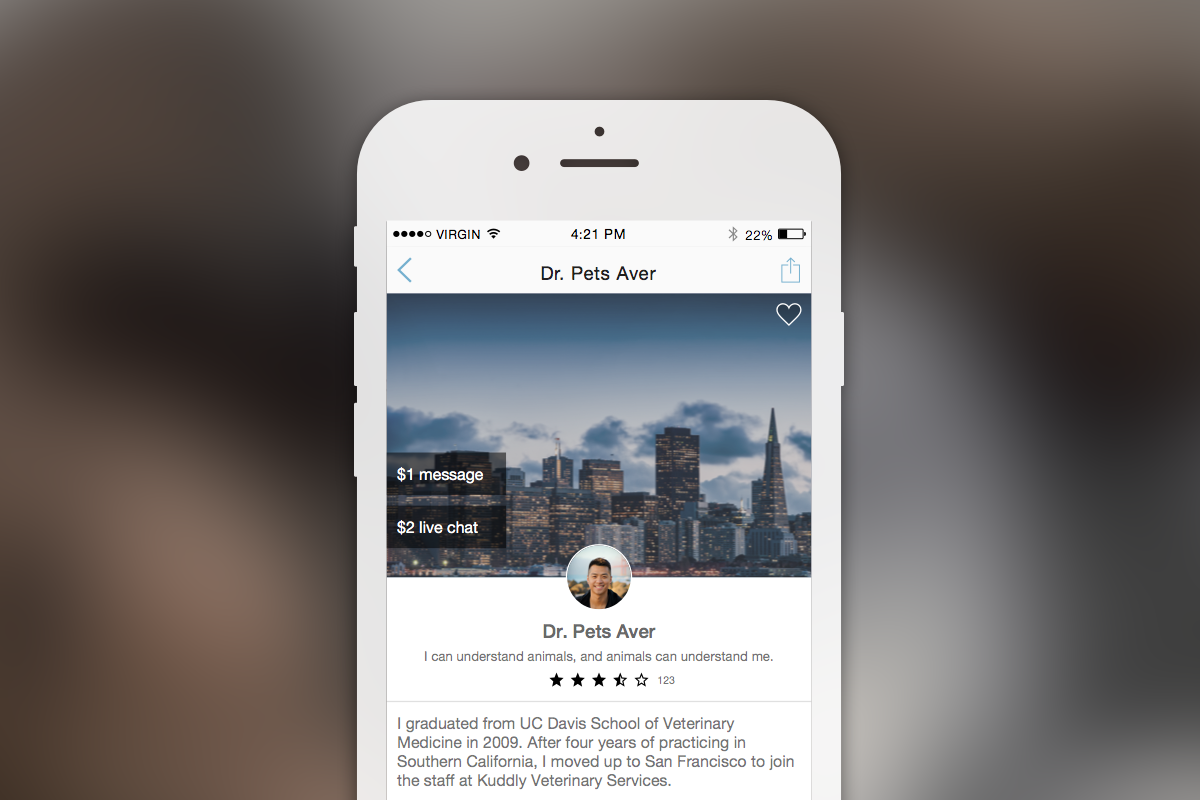 VIRGIN 4:21 PM 22%
Dr. Pets Aver
$1 message
$2 live chat
Dr. Pets Aver
I can understand animals, and animals can understand me.
123
I graduated from UC Davis School of Veterinary
Medicine in 2009. After four years of practicing in
Southern California, I moved up to San Francisco to join
the staff at Kuddly Veterinary Services.